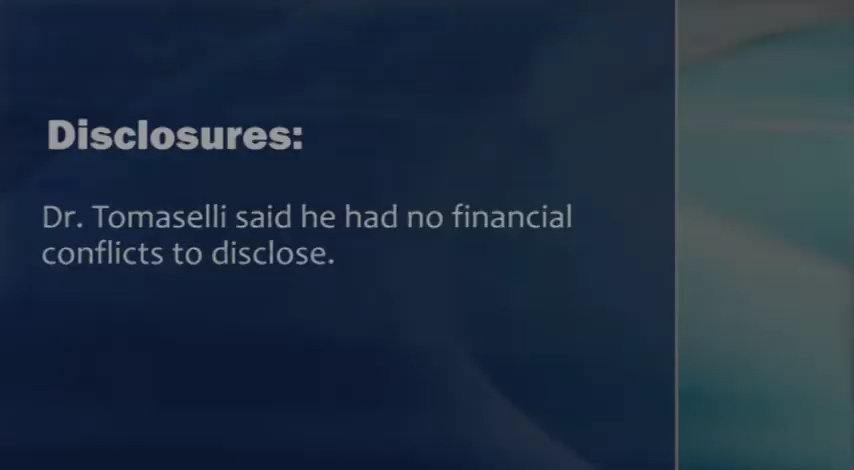 Disclosures:
Dr. Tomaselli said he had no financial
conflicts to disclose.